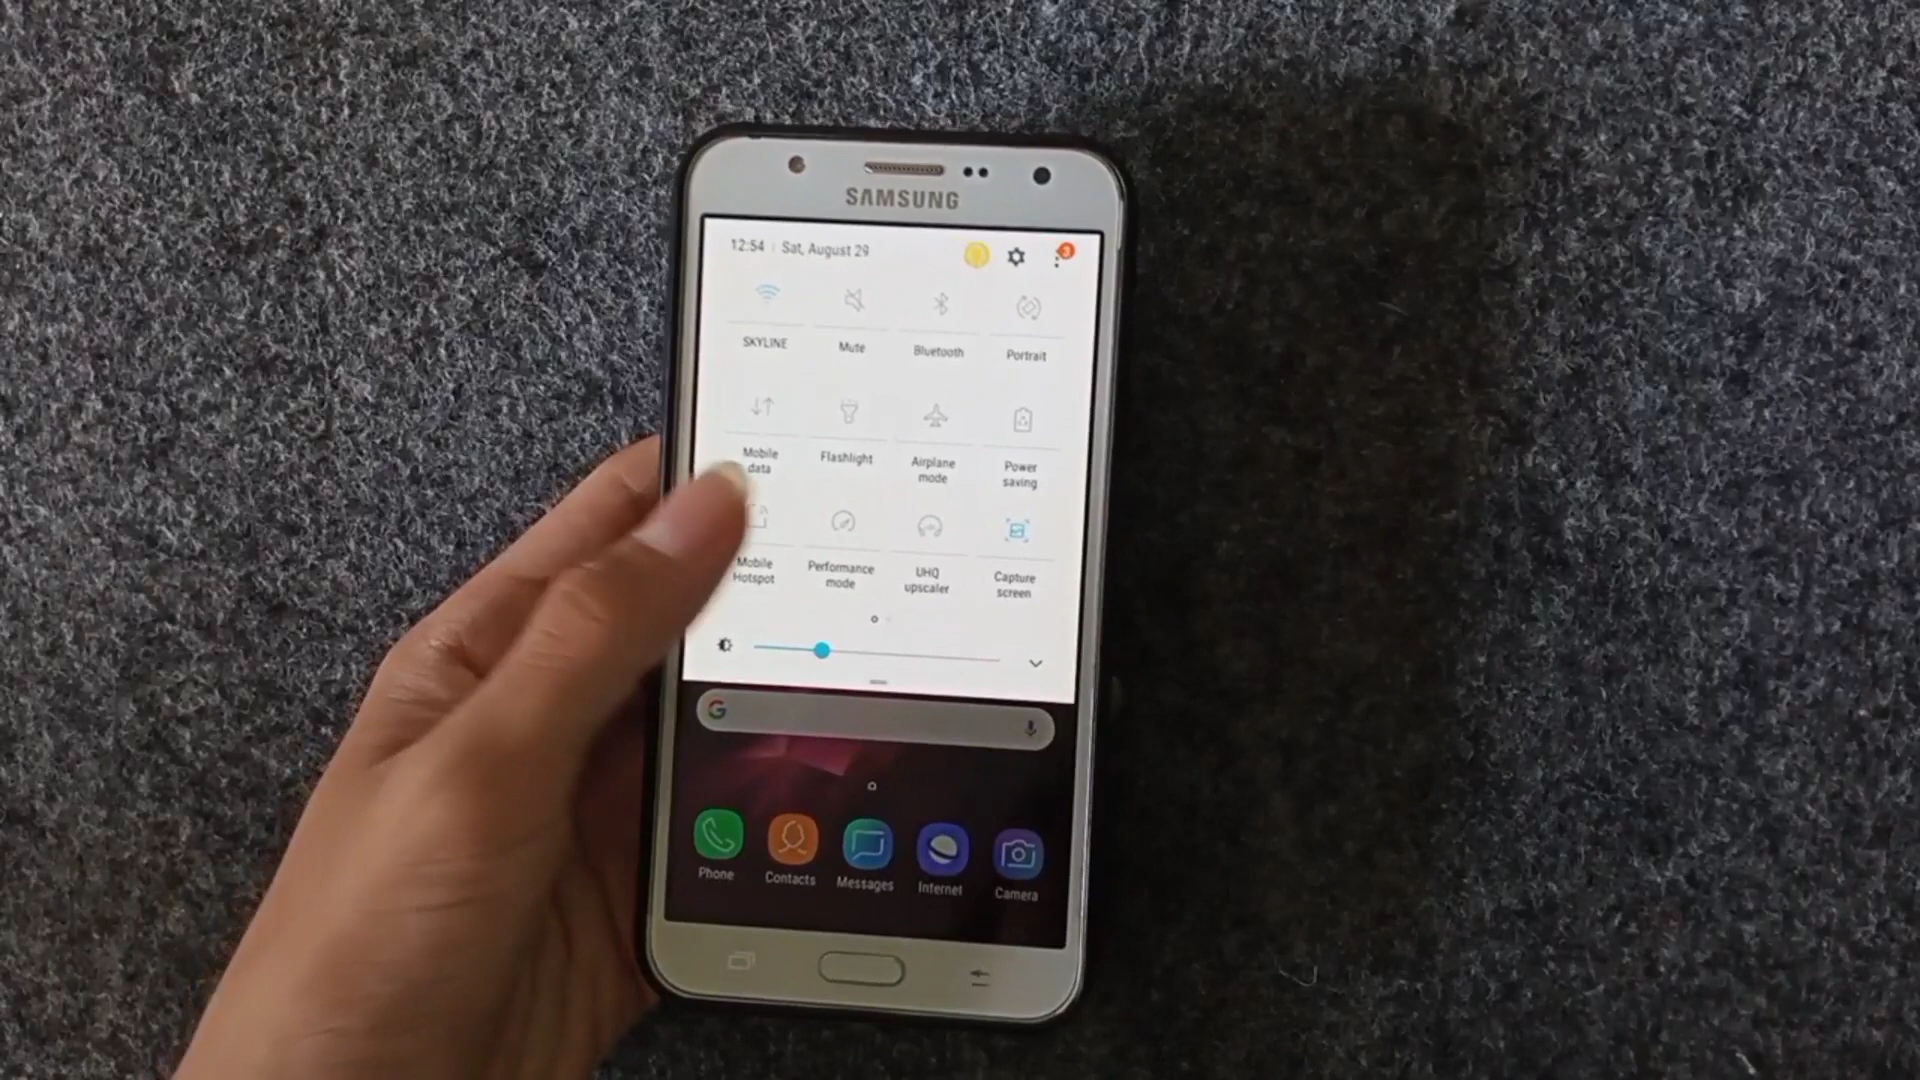 SAMSUNG
12:54 | Sat, August 29
3
SKYLINE
Mute
Bluetooth
Portrait
Mobile
data
Flashlight
Airplane
mode
Power
saving
Mobile
Hotspot
Performance
mode
UHQ
upscaler
Capture
screen
G
Phone
Contacts
Messages
Internet
Camera